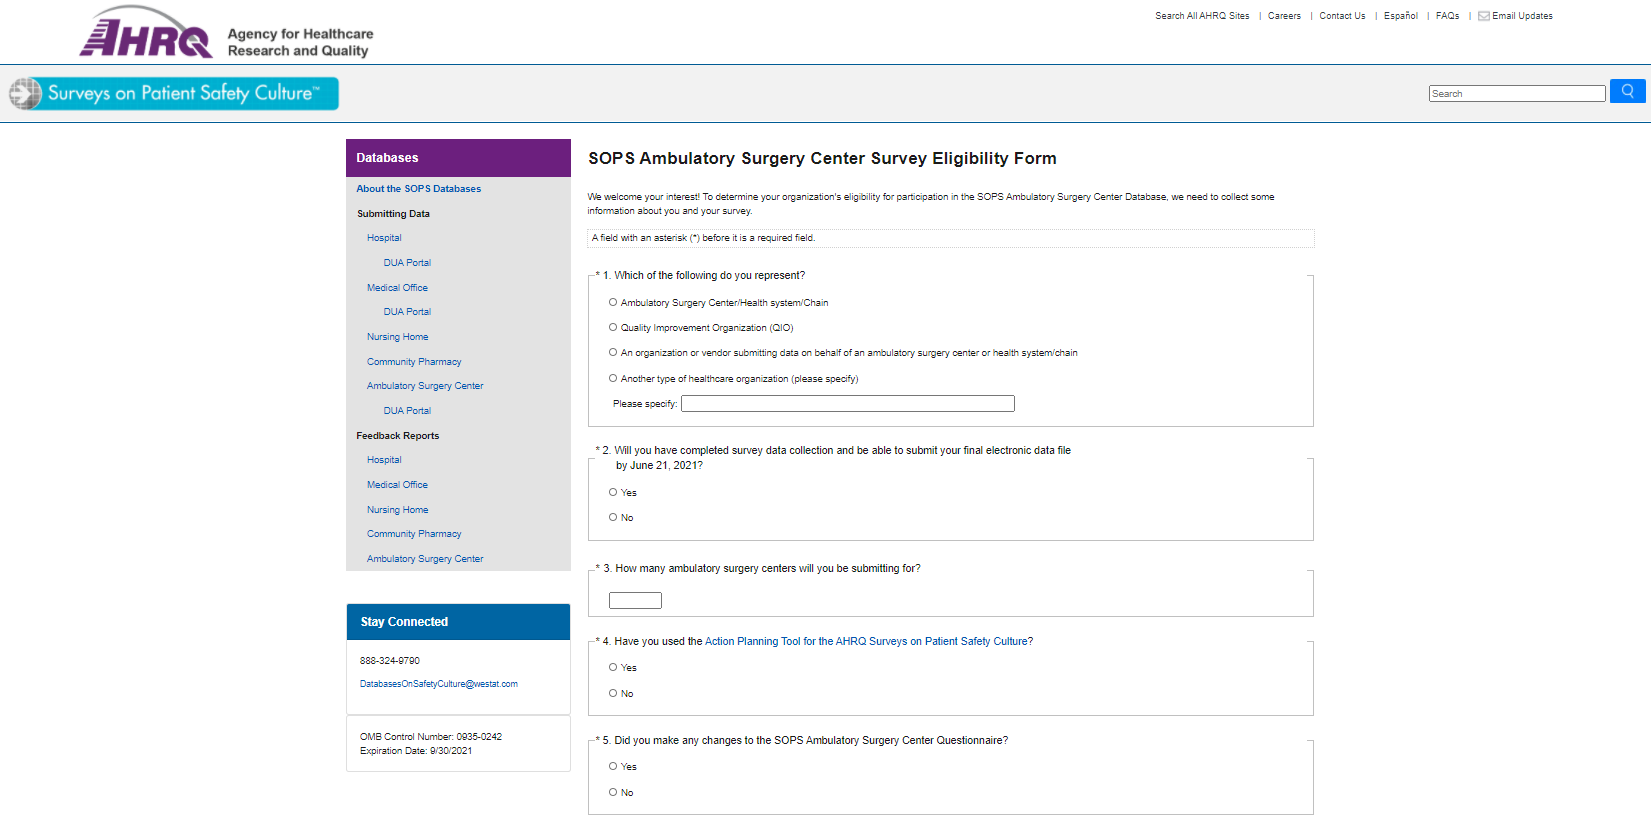 AHRQ
Agency for Healthcare
Research and Quality
Search All AHRQ Sites | Careers | Contact Us | Español | FAQs | Email Updates
Surveys on Patient Safety Culture™
Search
Databases
About the SOPS Databases
Submitting Data
Hospital
DUA Portal
Medical Office
DUA Portal
Nursing Home
Community Pharmacy
Ambulatory Surgery Center
DUA Portal
Feedback Reports
Hospital
Medical Office
Nursing Home
Community Pharmacy
Ambulatory Surgery Center
Stay Connected
888-324-9790
DatabasesOnSafetyCulture@westat.com
OMB Control Number: 0935-0242
Expiration Date: 9/30/2021
SOPS Ambulatory Surgery Center Survey Eligibility Form
We welcome your interest! To determine your organization's eligibility for participation in the SOPS Ambulatory Surgery Center Database, we need to collect some
information about you and your survey.
A field with an asterisk (*) before it is a required field.
* 1. Which of the following do you represent?
Ambulatory Surgery Center/Health system/Chain
Quality Improvement Organization (QIO)
An organization or vendor submitting data on behalf of an ambulatory surgery center or health system/chain
Another type of healthcare organization (please specify)
Please specify:
* 2. Will you have completed survey data collection and be able to submit your final electronic data file
by June 21, 2021?
Yes
No
* 3. How many ambulatory surgery centers will you be submitting for?
* 4. Have you used the Action Planning Tool for the AHRQ Surveys on Patient Safety Culture?
Yes
No
* 5. Did you make any changes to the SOPS Ambulatory Surgery Center Questionnaire?
Yes
No